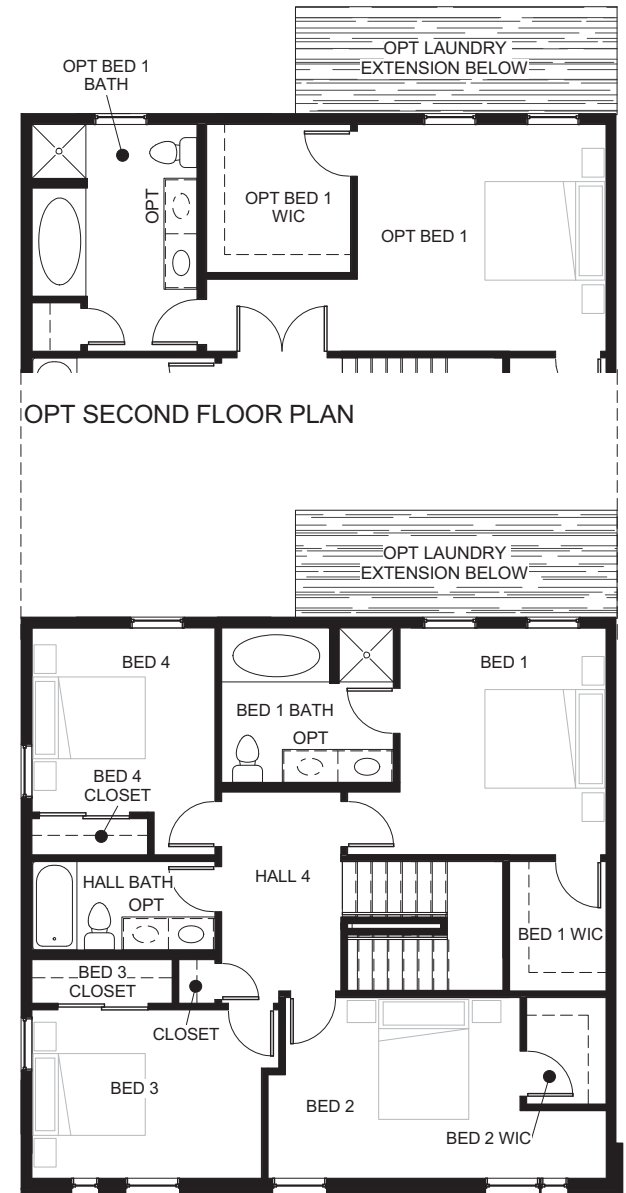 OPT LAUNDRY
EXTENSION BELOW
OPT BED 1
BATH
OPT
OPT BED 1
WIC
OPT BED 1
OPT SECOND FLOOR PLAN
OPT LAUNDRY
EXTENSION BELOW
BED 4
BED 1
BED 1 BATH
OPT
BED 4
CLOSET
HALL BATH
OPT
HALL 4
BED 1 WIC
BED 3
CLOSET
CLOSET
BED 3
BED 2
BED 2 WIC